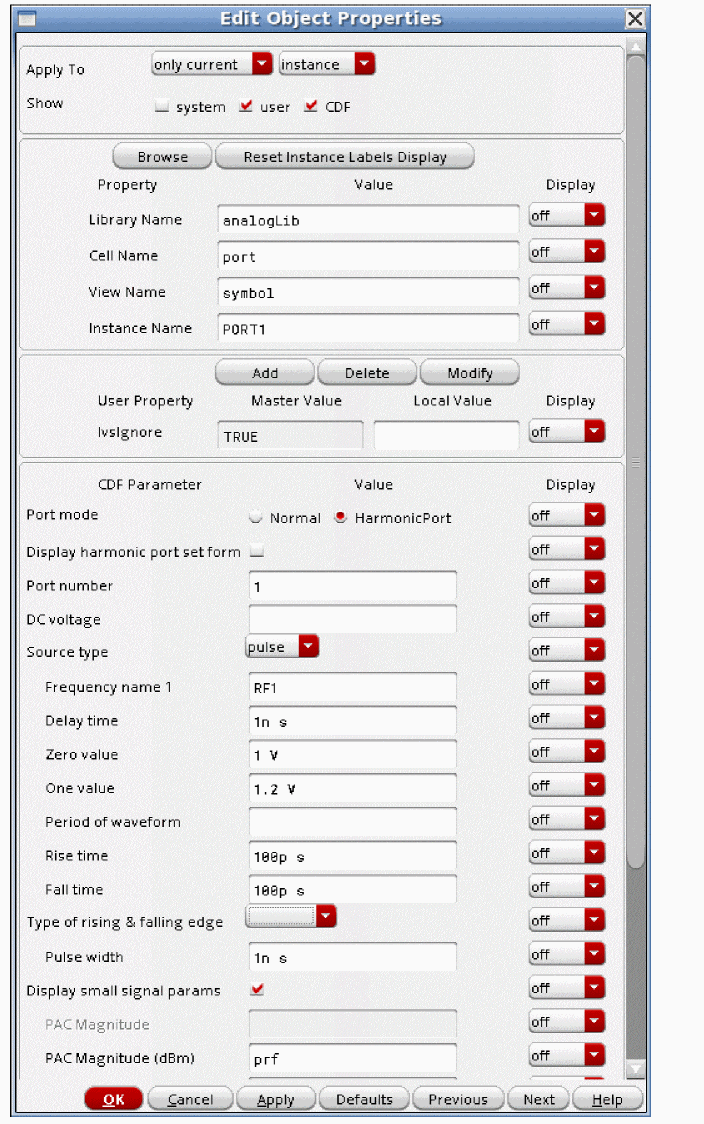 Edit Object Properties
Apply To only current instance
Show system user CDF
Browse Reset Instance Labels Display
Property Value Display
Library Name analogLib off
Cell Name port off
View Name symbol off
Instance Name PORT1 off
Add Delete Modify
User Property Master Value Local Value Display
lvsIgnore TRUE off
CDF Parameter Value Display
Port mode Normal HarmonicPort off
Display harmonic port set form off
Port number 1 off
DC voltage off
Source type pulse off
Frequency name 1 RF1 off
Delay time 1n s off
Zero value 1 V off
One value 1.2 V off
Period of waveform off
Rise time 100p s off
Fall time 100p s off
Type of rising & falling edge off
Pulse width 1n s off
Display small signal params off
PAC Magnitude off
PAC Magnitude (dBm) prf off
OK Cancel Apply Defaults Previous Next Help